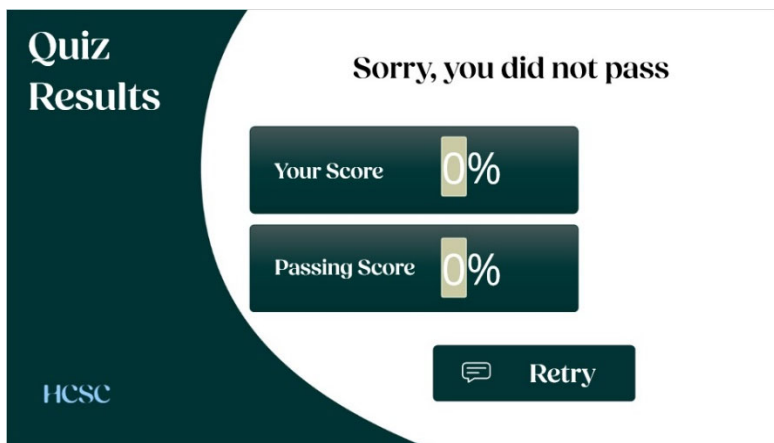 Quiz
Results
Sorry, you did not pass
Your Score 0%
Passing Score 0%
Retry
HCSC